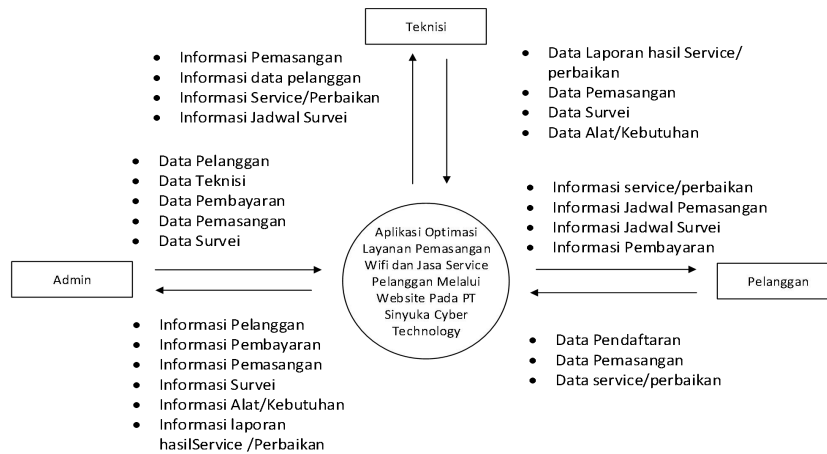 Teknisi
• Informasi Pemasangan
• Informasi data pelanggan
• Informasi Service/Perbaikan
• Informasi Jadwal Survei
• Data Laporan hasil Service/
perbaikan
• Data Pemasangan
• Data Survei
• Data Alat/Kebutuhan
• Data Pelanggan
• Data Teknisi
• Data Pembayaran
• Data Pemasangan
• Data Survei
• Informasi service/perbaikan
• Informasi Jadwal Pemasangan
• Informasi Jadwal Survei
• Informasi Pembayaran
Admin
Aplikasi Optimasi
Layanan Pemasangan
Wifi dan Jasa Service
Pelanggan Melalui
Website Pada PT
Sinyuka Cyber
Technology
Pelanggan
• Informasi Pelanggan
• Informasi Pembayaran
• Informasi Pemasangan
• Informasi Survei
• Informasi Alat/Kebutuhan
• Informasi laporan
hasilService /Perbaikan
• Data Pendaftaran
• Data Pemasangan
• Data service/perbaikan